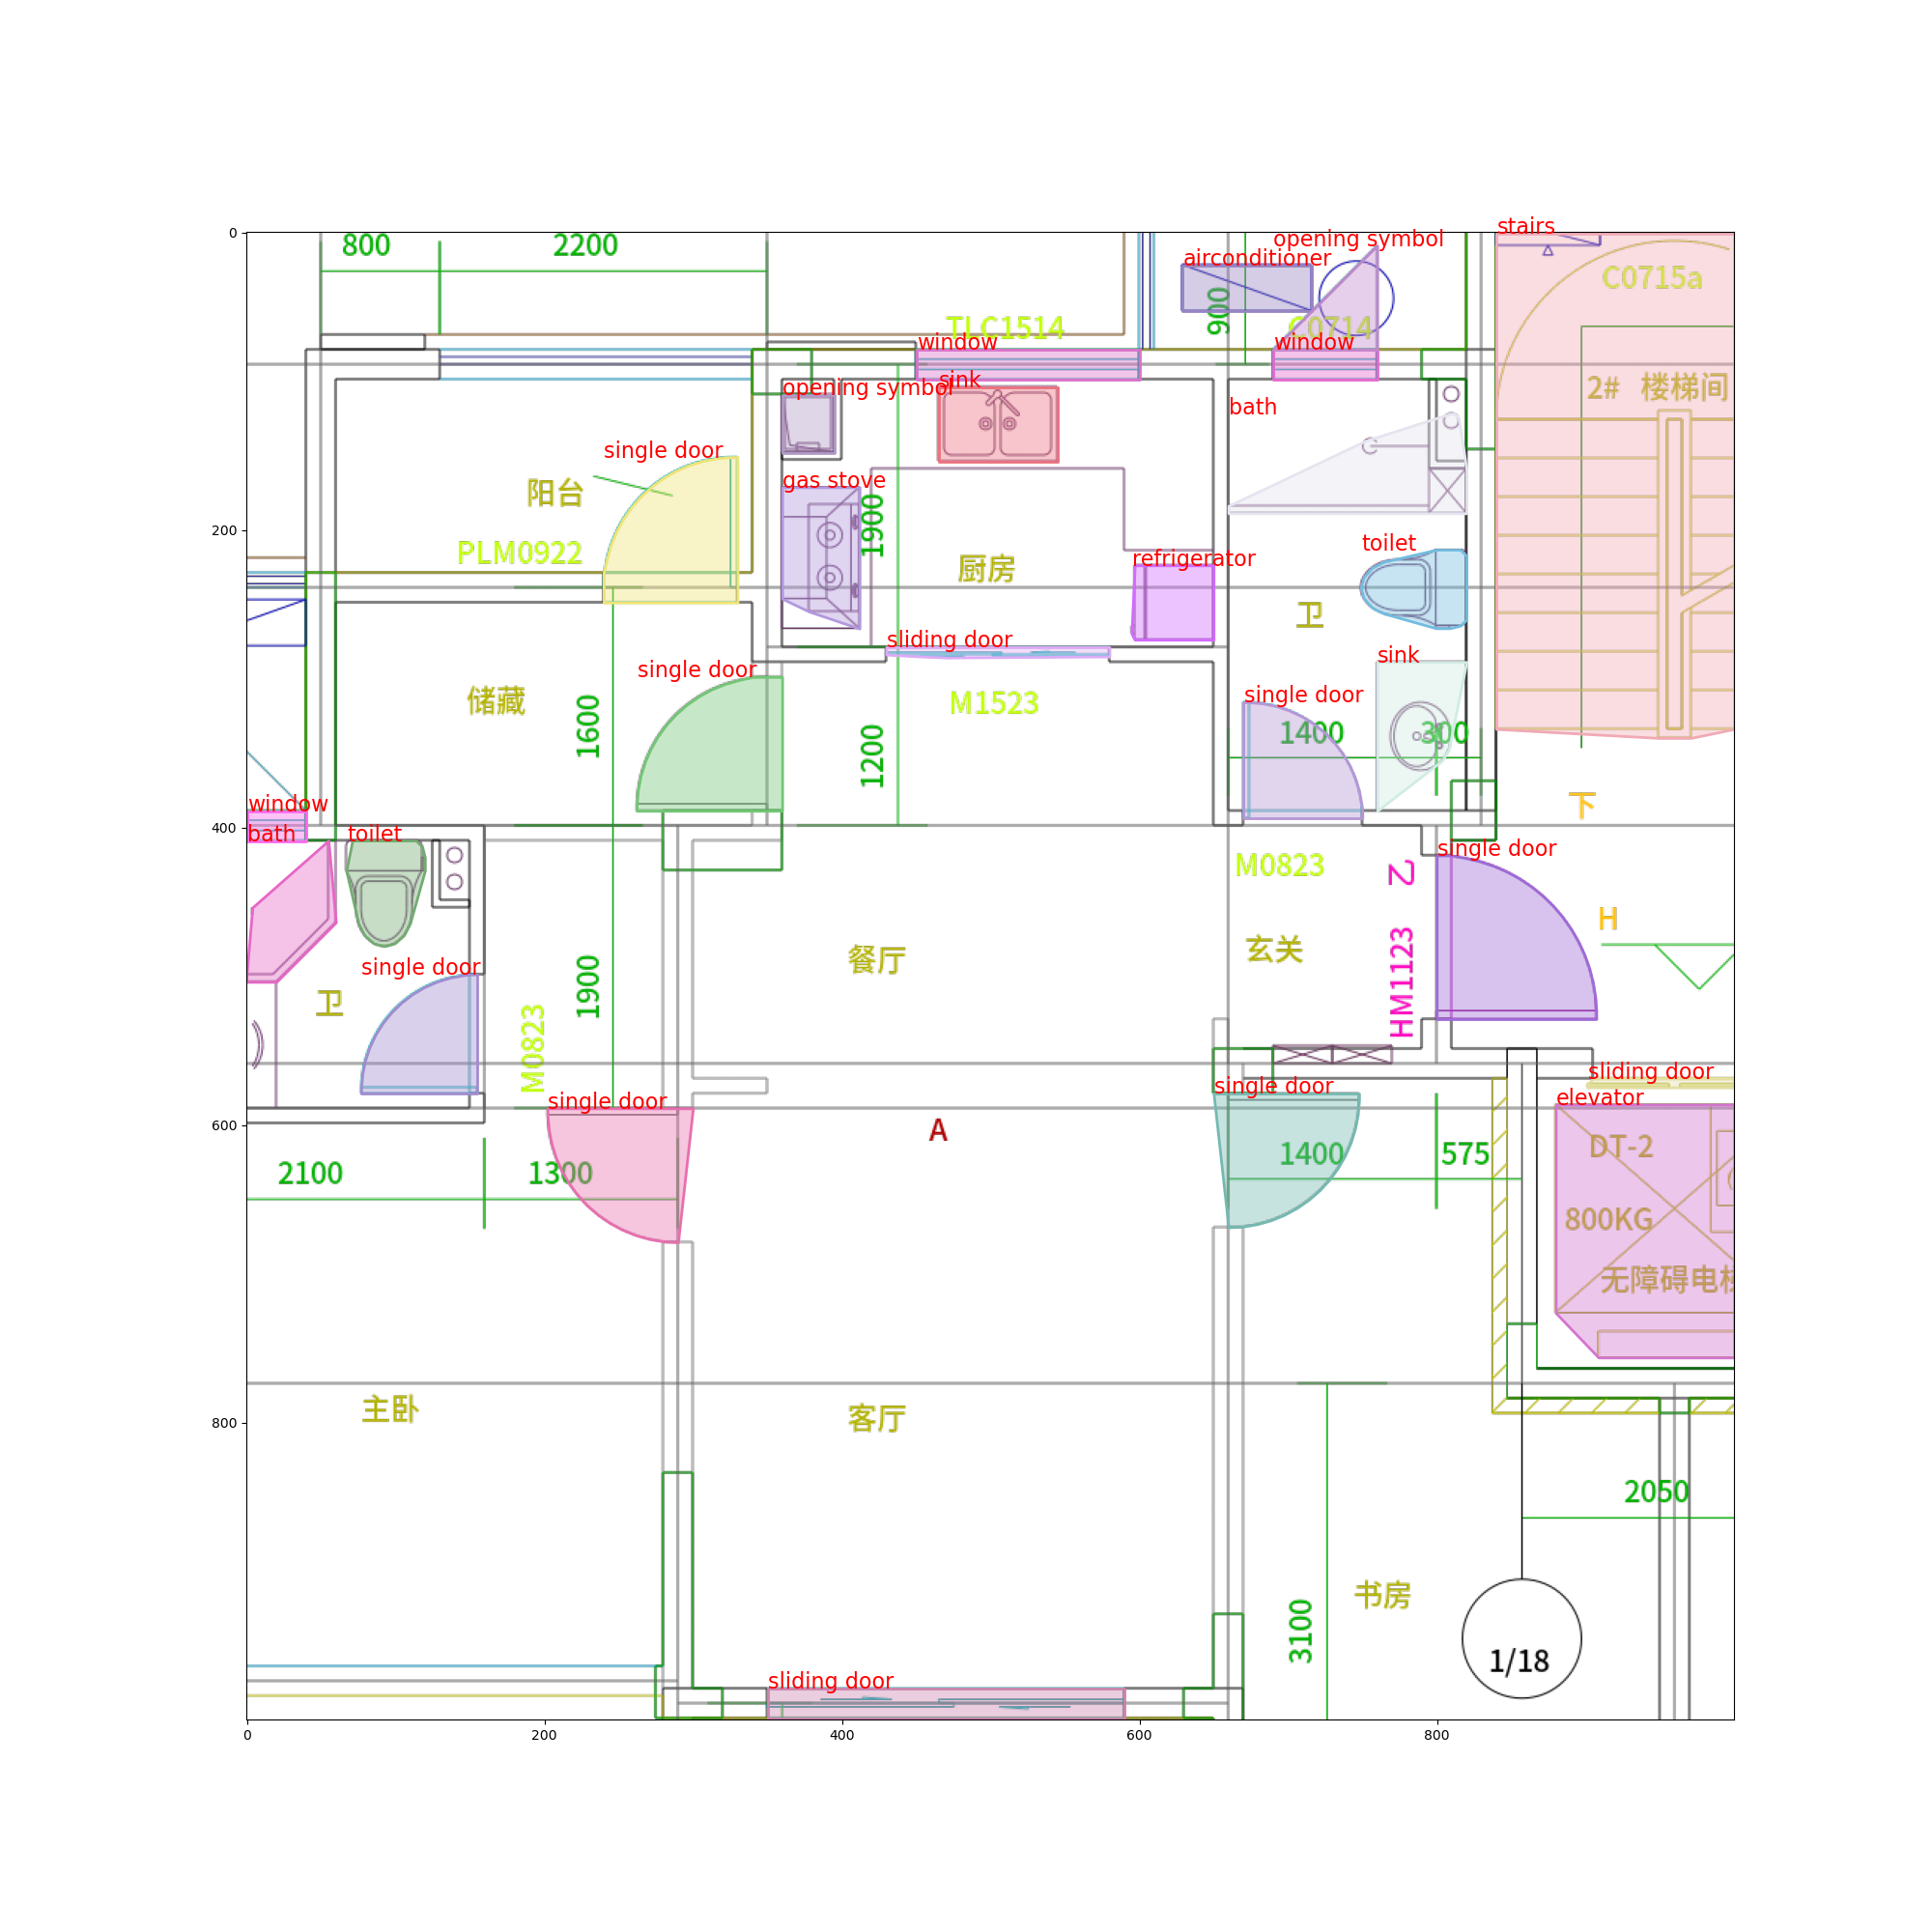 800
2200
opening symbol
stairs
airconditioner
C0715a
900
TLC1514
C0714
window
window
opening symbol
sink
bath
2# 楼梯间
single door
阳台
gas stove
1900
PLM0922
厨房
refrigerator
toilet
卫
sliding door
sink
single door
储藏
M1523
single door
1600
1200
1400
300
window
bath
toilet
下
single door
M0823
乙
H
餐厅
玄关
HM1123
single door
卫
1900
M0823
sliding door
single door
single door
elevator
A
DT-2
2100
1300
1400
575
800KG
无障碍电梯
主卧
客厅
2050
书房
3100
1/18
sliding door
0
200
400
600
800
0
200
400
600
800